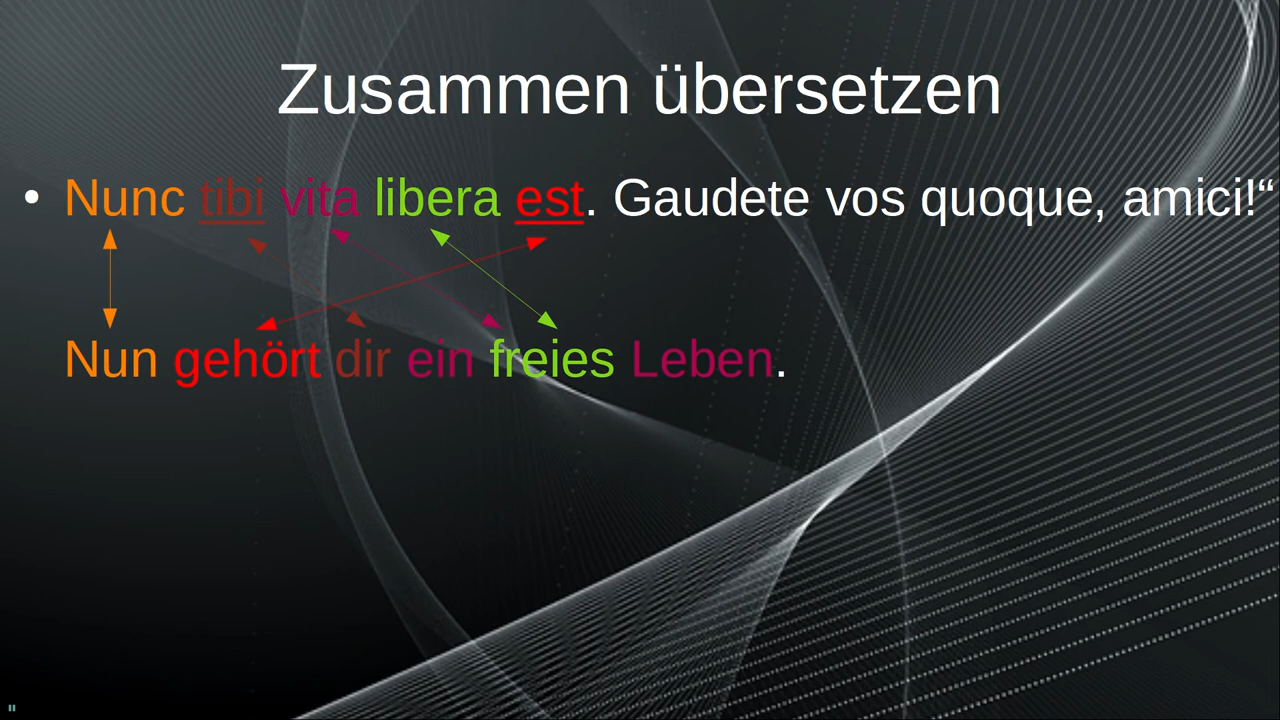 Zusammen übersetzen
• Nunc tibi vita libera est. Gaudete vos quoque, amici!“
Nun gehört dir ein freies Leben.
"